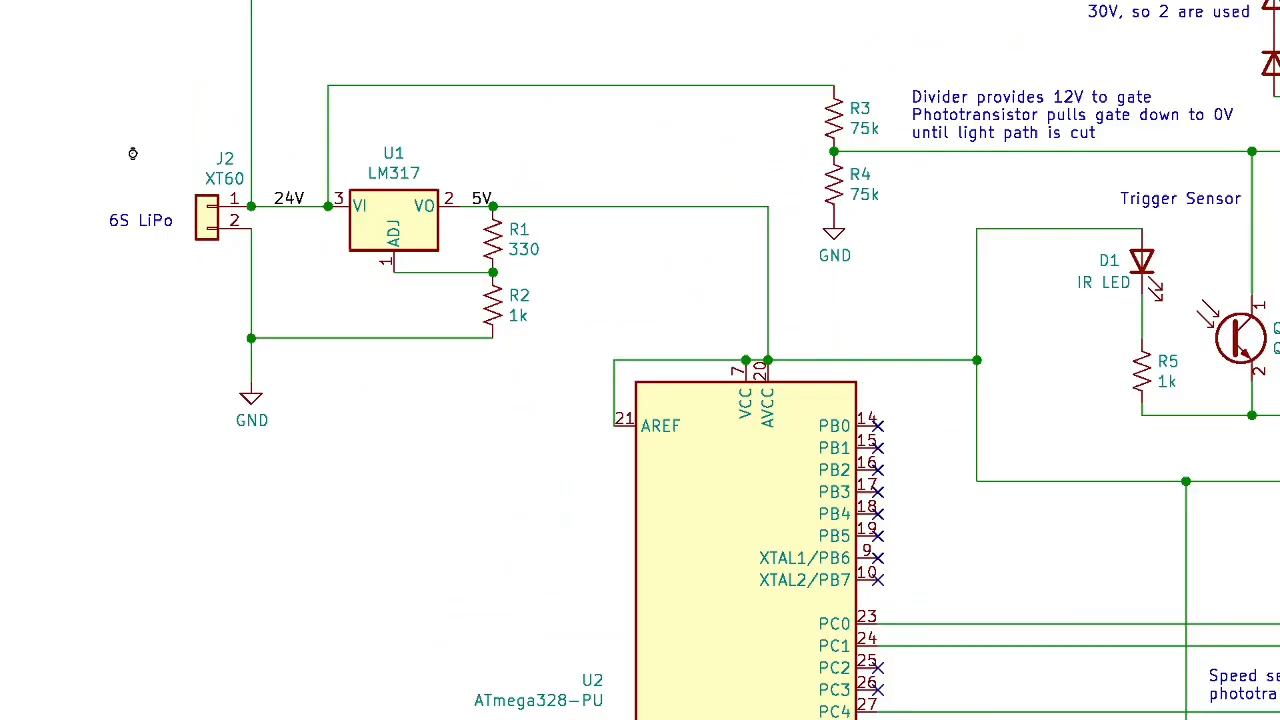 30V, so 2 are used
Divider provides 12V to gate
Phototransistor pulls gate down to 0V
until light path is cut
R3
75k
R4
75k
GND
J2
XT60
6S LiPo
1
2
24V
U1
LM317
3
VI
VO
2
ADJ
1
5V
R1
330
R2
1k
GND
Trigger Sensor
D1
IR LED
R5
1k
1
2
7
20
VCC
AVCC
21
AREF
PB0
14
PB1
15
PB2
16
PB3
17
PB4
18
PB5
19
XTAL1/PB6
9
XTAL2/PB7
10
PC0
23
PC1
24
PC2
25
PC3
26
PC4
27
U2
ATmega328-PU
Speed se
phototra